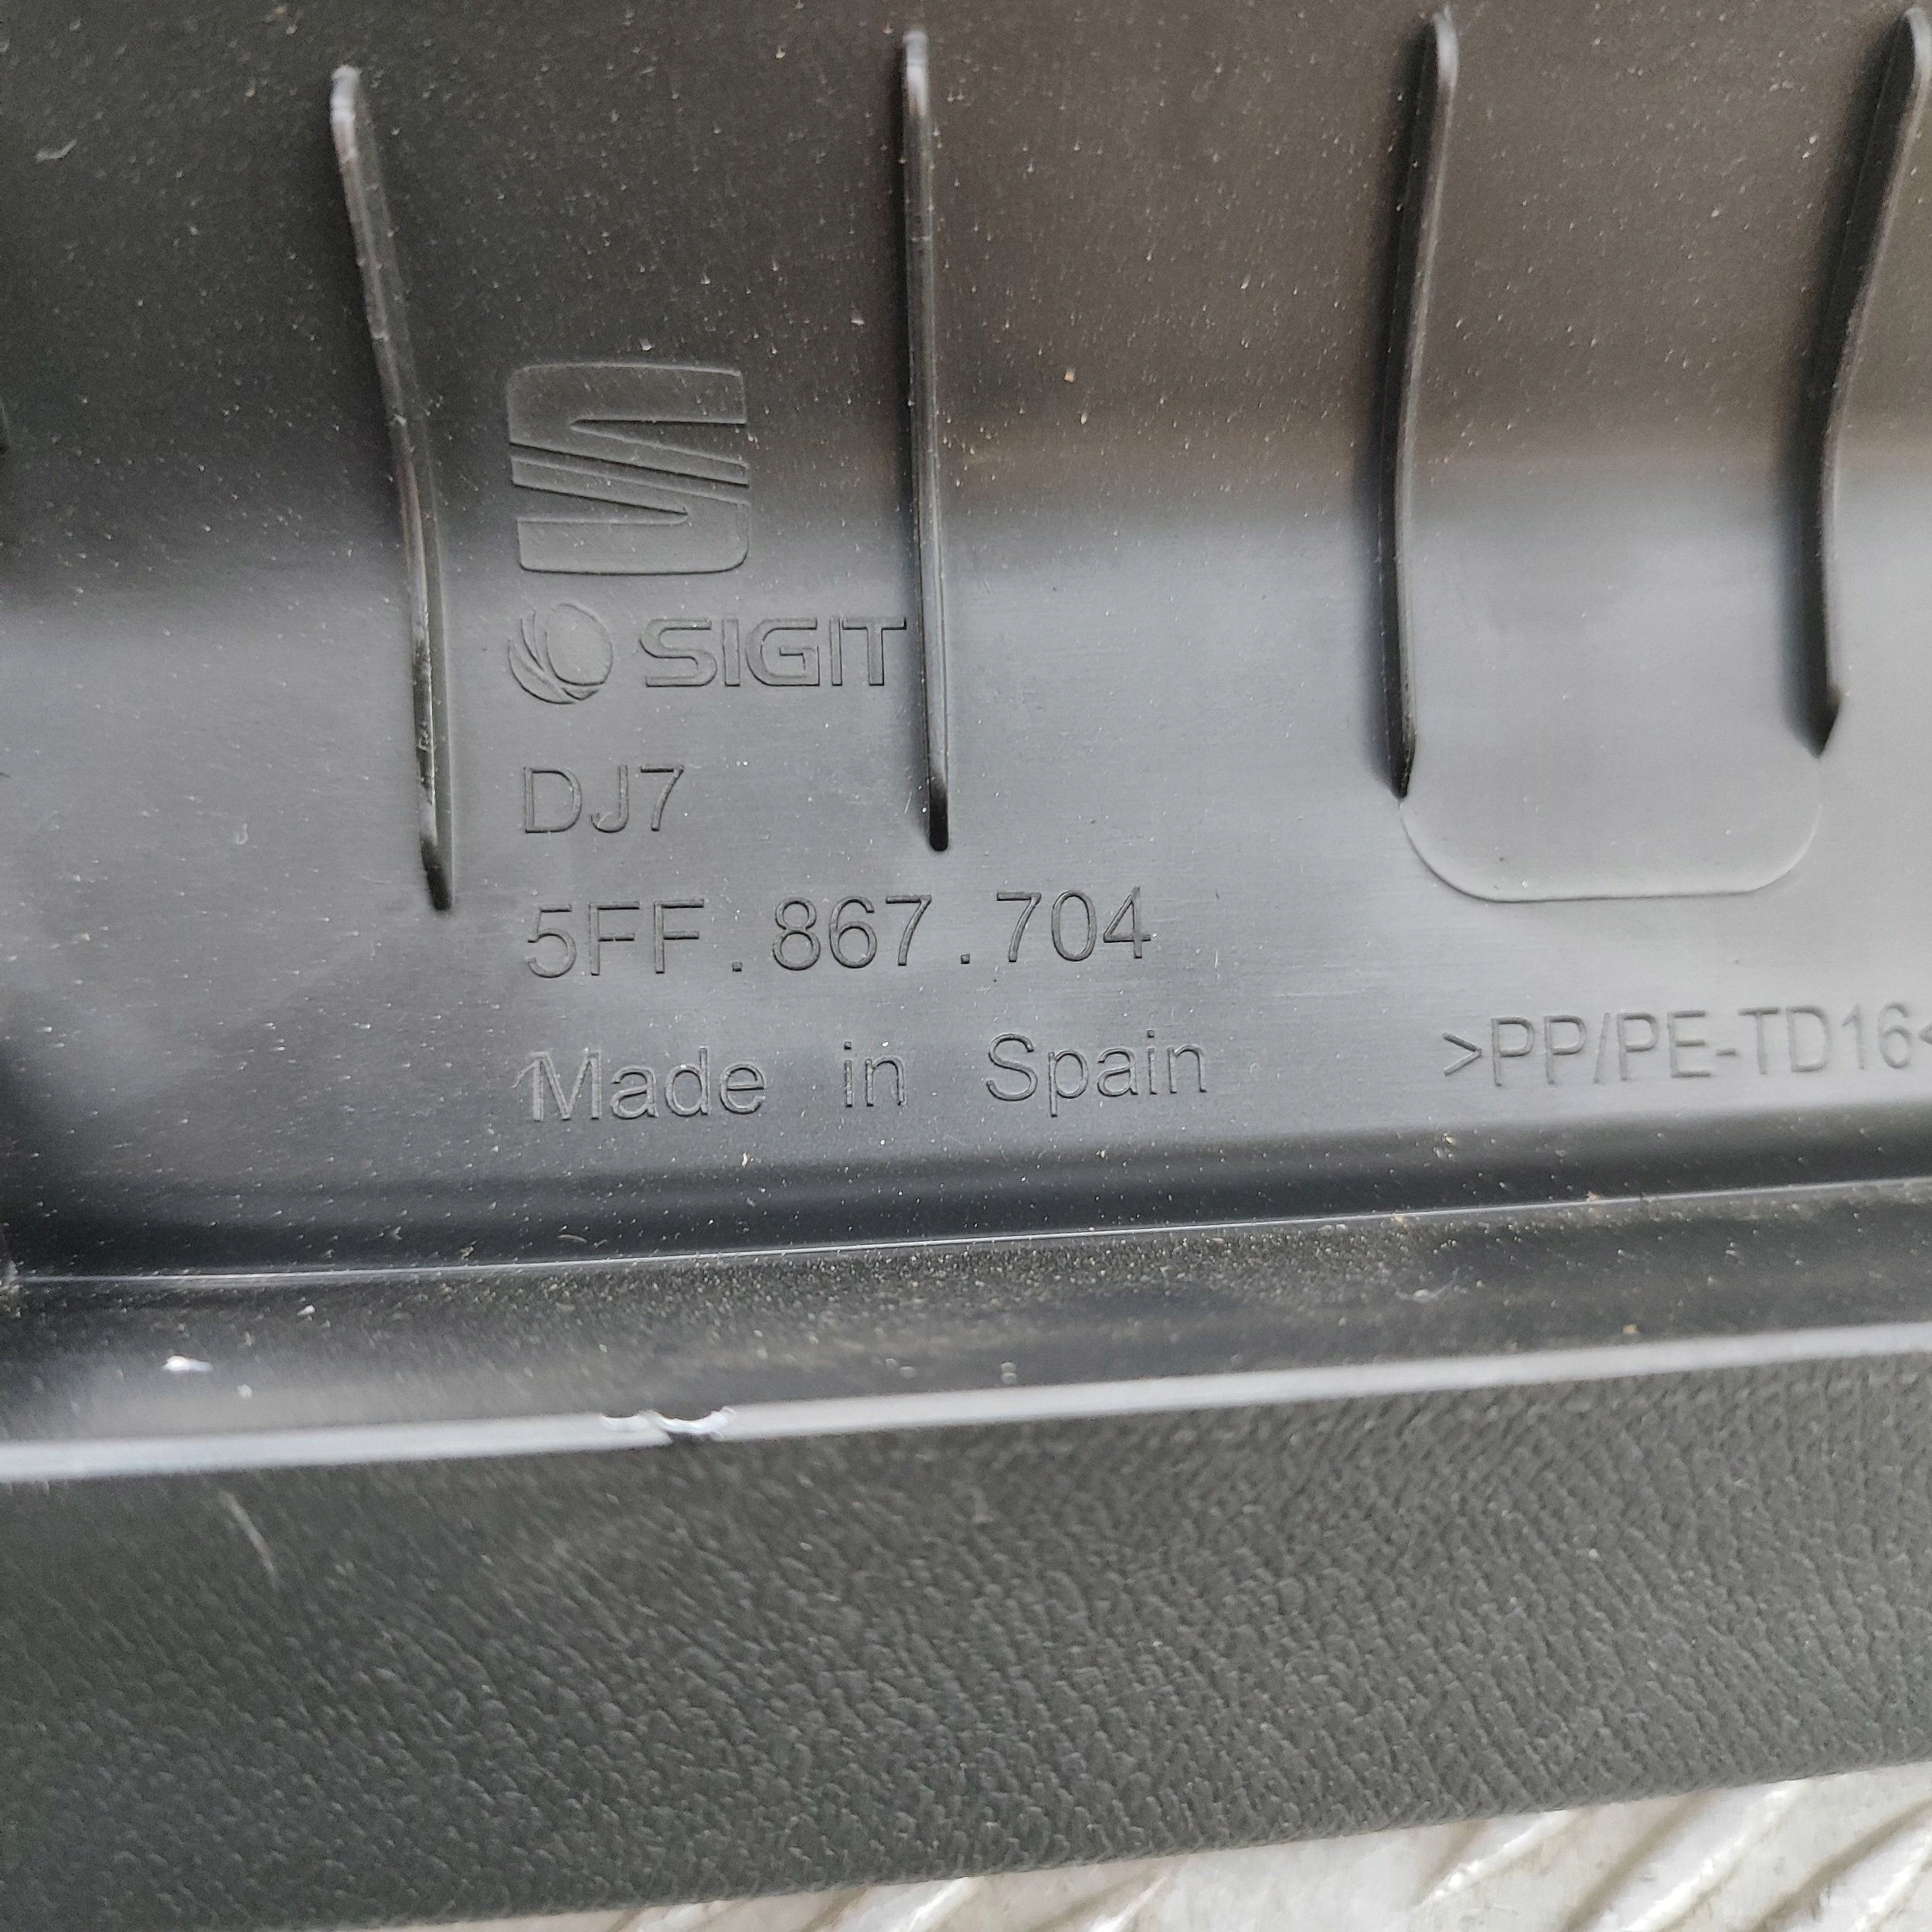 SIGIT
DJ7
5FF.867.704
Made in Spain
>PP/PE-TD16<